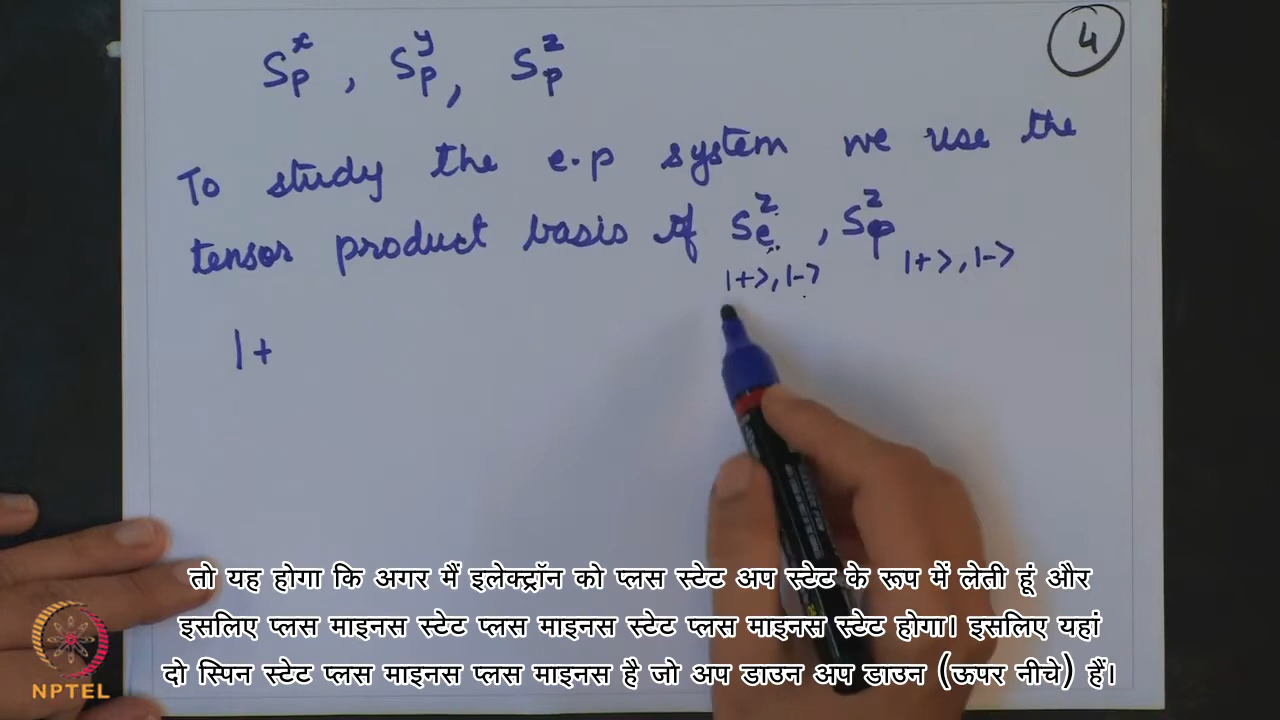 S_p^x, S_p^y, S_p^z
4
To study the e-p system we use the
tensor product basis of S_e^z, S_p^z
|+>, |->
|+>, |->
|+
तो यह होगा कि अगर मैं इलेक्ट्रॉन को प्लस स्टेट अप स्टेट के रूप में लेती हूं और
इसलिए प्लस माइनस स्टेट प्लस माइनस स्टेट प्लस माइनस स्टेट होगा। इसलिए यहां
दो स्पिन स्टेट प्लस माइनस प्लस माइनस है जो अप डाउन अप डाउन (ऊपर नीचे) हैं।
NPTEL